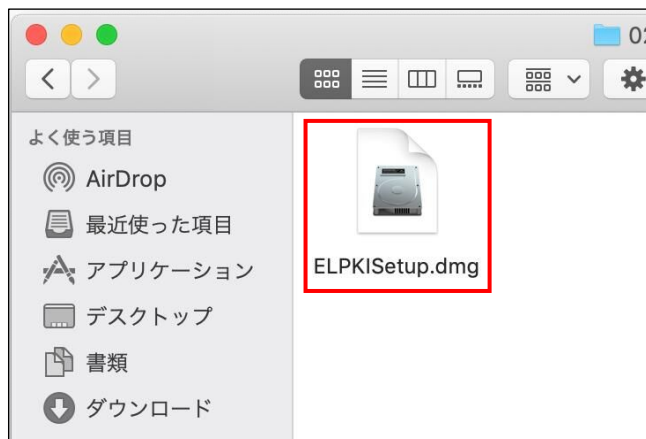 02
よく使う項目
AirDrop
最近使った項目
アプリケーション
デスクトップ
書類
ダウンロード
ELPKISetup.dmg